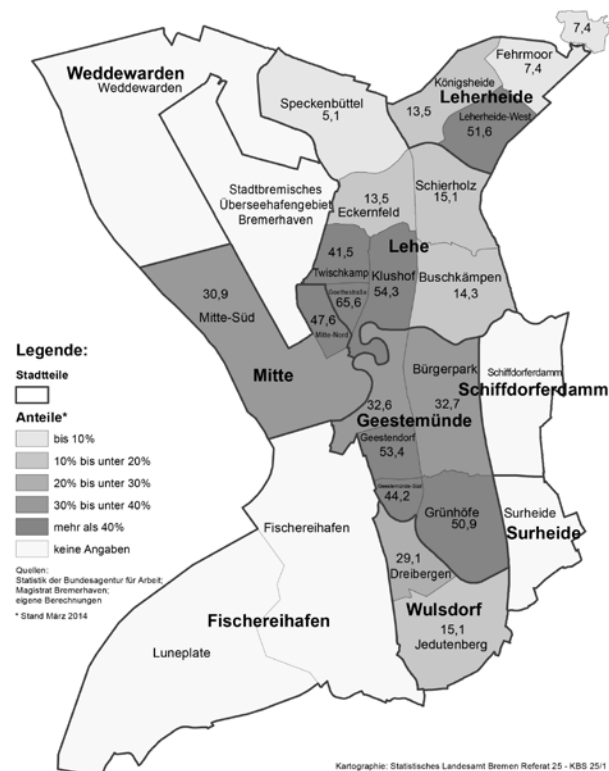 7,4
Fehrmoor
7,4
Königsheide
13,5
Leherheide
Leherheide-West
51,6
Weddewarden
Weddewarden
Speckenbüttel
5,1
Stadtbremisches
Überseehafengebiet
Bremerhaven
13,5
Eckernfeld
Schierholz
15,1
Lehe
41,5
Twischkamp
Klushof
54,3
Buschkämpen
14,3
Goethestraße
65,6
47,6
Mitte-Nord
30,9
Mitte-Süd
Mitte
Bürgerpark
32,7
32,6
Geestemünde
Geestendorf
53,4
Geestemünde-Süd
44,2
Grünhöfe
50,9
Schiffdorferdamm
Schiffdorferdamm
Surheide
Surheide
29,1
Dreibergen
Wulsdorf
15,1
Jedutenberg
Fischereihafen
Fischereihafen
Luneplate
Legende:
Stadtteile
Anteile*
bis 10%
10% bis unter 20%
20% bis unter 30%
30% bis unter 40%
mehr als 40%
keine Angaben
Quellen:
Statistik der Bundesagentur für Arbeit;
Magistrat Bremerhaven;
eigene Berechnungen
* Stand März 2014
Kartographie: Statistisches Landesamt Bremen Referat 25 - KBS 25/1